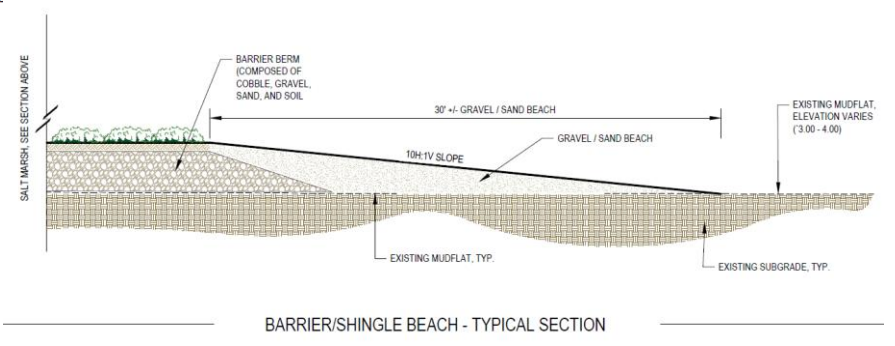 SALT MARSH, SEE SECTION ABOVE
BARRIER BERM
(COMPOSED OF
COBBLE, GRAVEL,
SAND, AND SOIL
30' +/- GRAVEL / SAND BEACH
EXISTING MUDFLAT,
ELEVATION VARIES
(˜3.00 - 4.00)
GRAVEL / SAND BEACH
10H:1V SLOPE
EXISTING MUDFLAT, TYP.
EXISTING SUBGRADE, TYP.
BARRIER/SHINGLE BEACH - TYPICAL SECTION